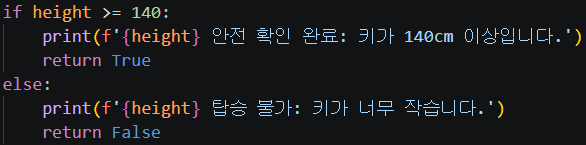 if height >= 140:
    print(f'{height} 안전 확인 완료: 키가 140cm 이상입니다.')
    return True
else:
    print(f'{height} 탑승 불가: 키가 너무 작습니다.')
    return False